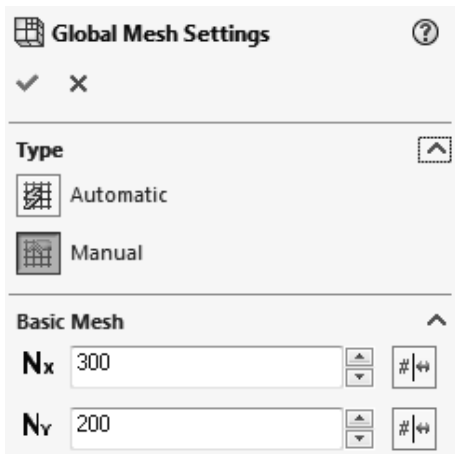 Global Mesh Settings
Type
Automatic
Manual
Basic Mesh
Nx 300
NY 200